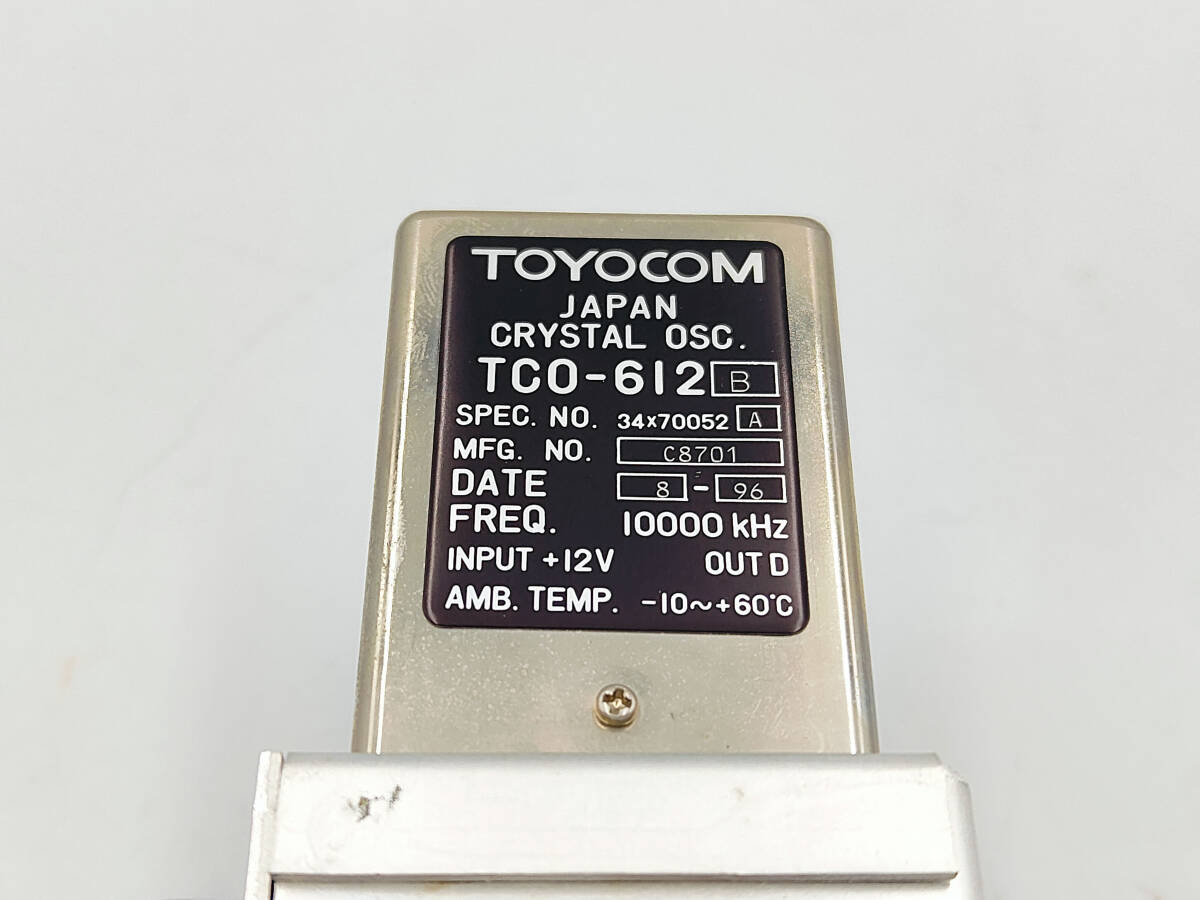 TOYOCOM
JAPAN
CRYSTAL OSC.
TCO-612 B
SPEC. NO. 34x70052 A
MFG. NO. C8701
DATE 8 - 96
FREQ. 10000 kHz
INPUT +12V OUT D
AMB. TEMP. -10~+60℃